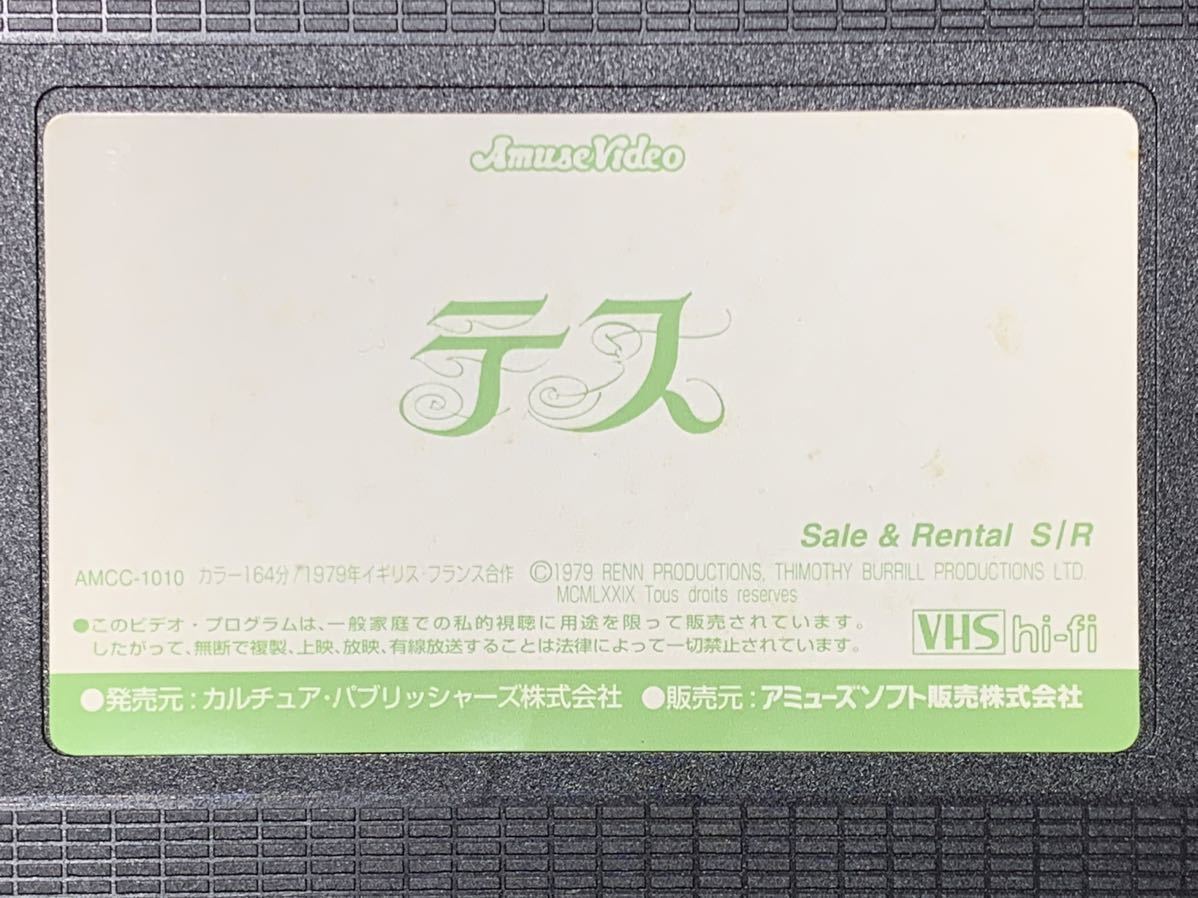 AmuseVideo
テス
Sale & Rental S/R
AMCC-1010 カラー164分/1979年イギリス・フランス合作 ©1979 RENN PRODUCTIONS, THIMOTHY BURRILL PRODUCTIONS LTD.
MCMLXXIX Tous droits reserves
●このビデオ・プログラムは、一般家庭での私的視聴に用途を限って販売されています。
したがって、無断で複製、上映、放映、有線放送することは法律によって一切禁止されています。
VHS hi-fi
●発売元:カルチュア・パブリッシャーズ株式会社 ●販売元:アミューズソフト販売株式会社